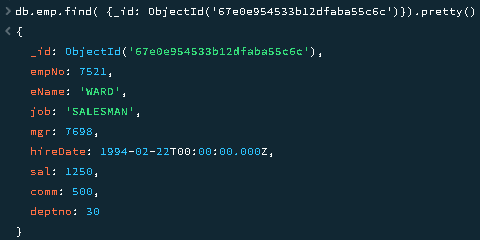 > db.emp.find( {_id: ObjectId('67e0e954533b12dfaba55c6c')}).pretty()
< {
_id: ObjectId('67e0e954533b12dfaba55c6c'),
empNo: 7521,
eName: 'WARD',
job: 'SALESMAN',
mgr: 7698,
hireDate: 1994-02-22T00:00:00.000Z,
sal: 1250,
comm: 500,
deptno: 30
}